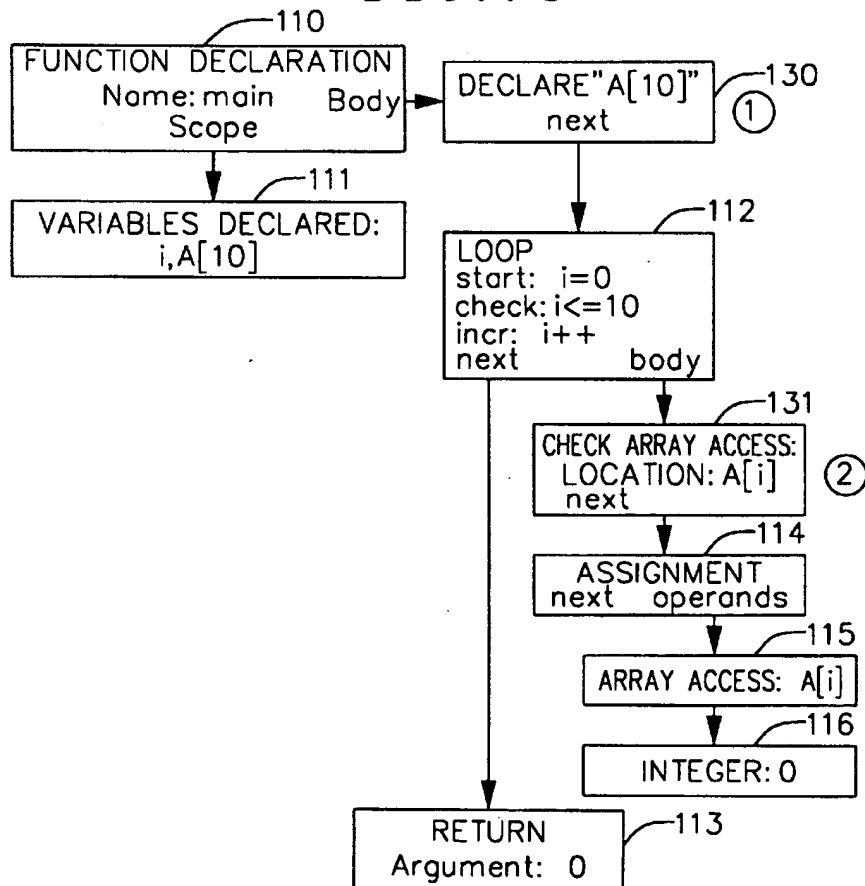 110
FUNCTION DECLARATION
Name: main Body
Scope
DECLARE"A[10]"
next
130
1
111
VARIABLES DECLARED:
i,A[10]
112
LOOP
start: i=0
check: i<=10
incr: i++
next body
131
CHECK ARRAY ACCESS:
LOCATION: A[i]
next
2
114
ASSIGNMENT
next operands
115
ARRAY ACCESS: A[i]
116
INTEGER: 0
RETURN
Argument: 0
113